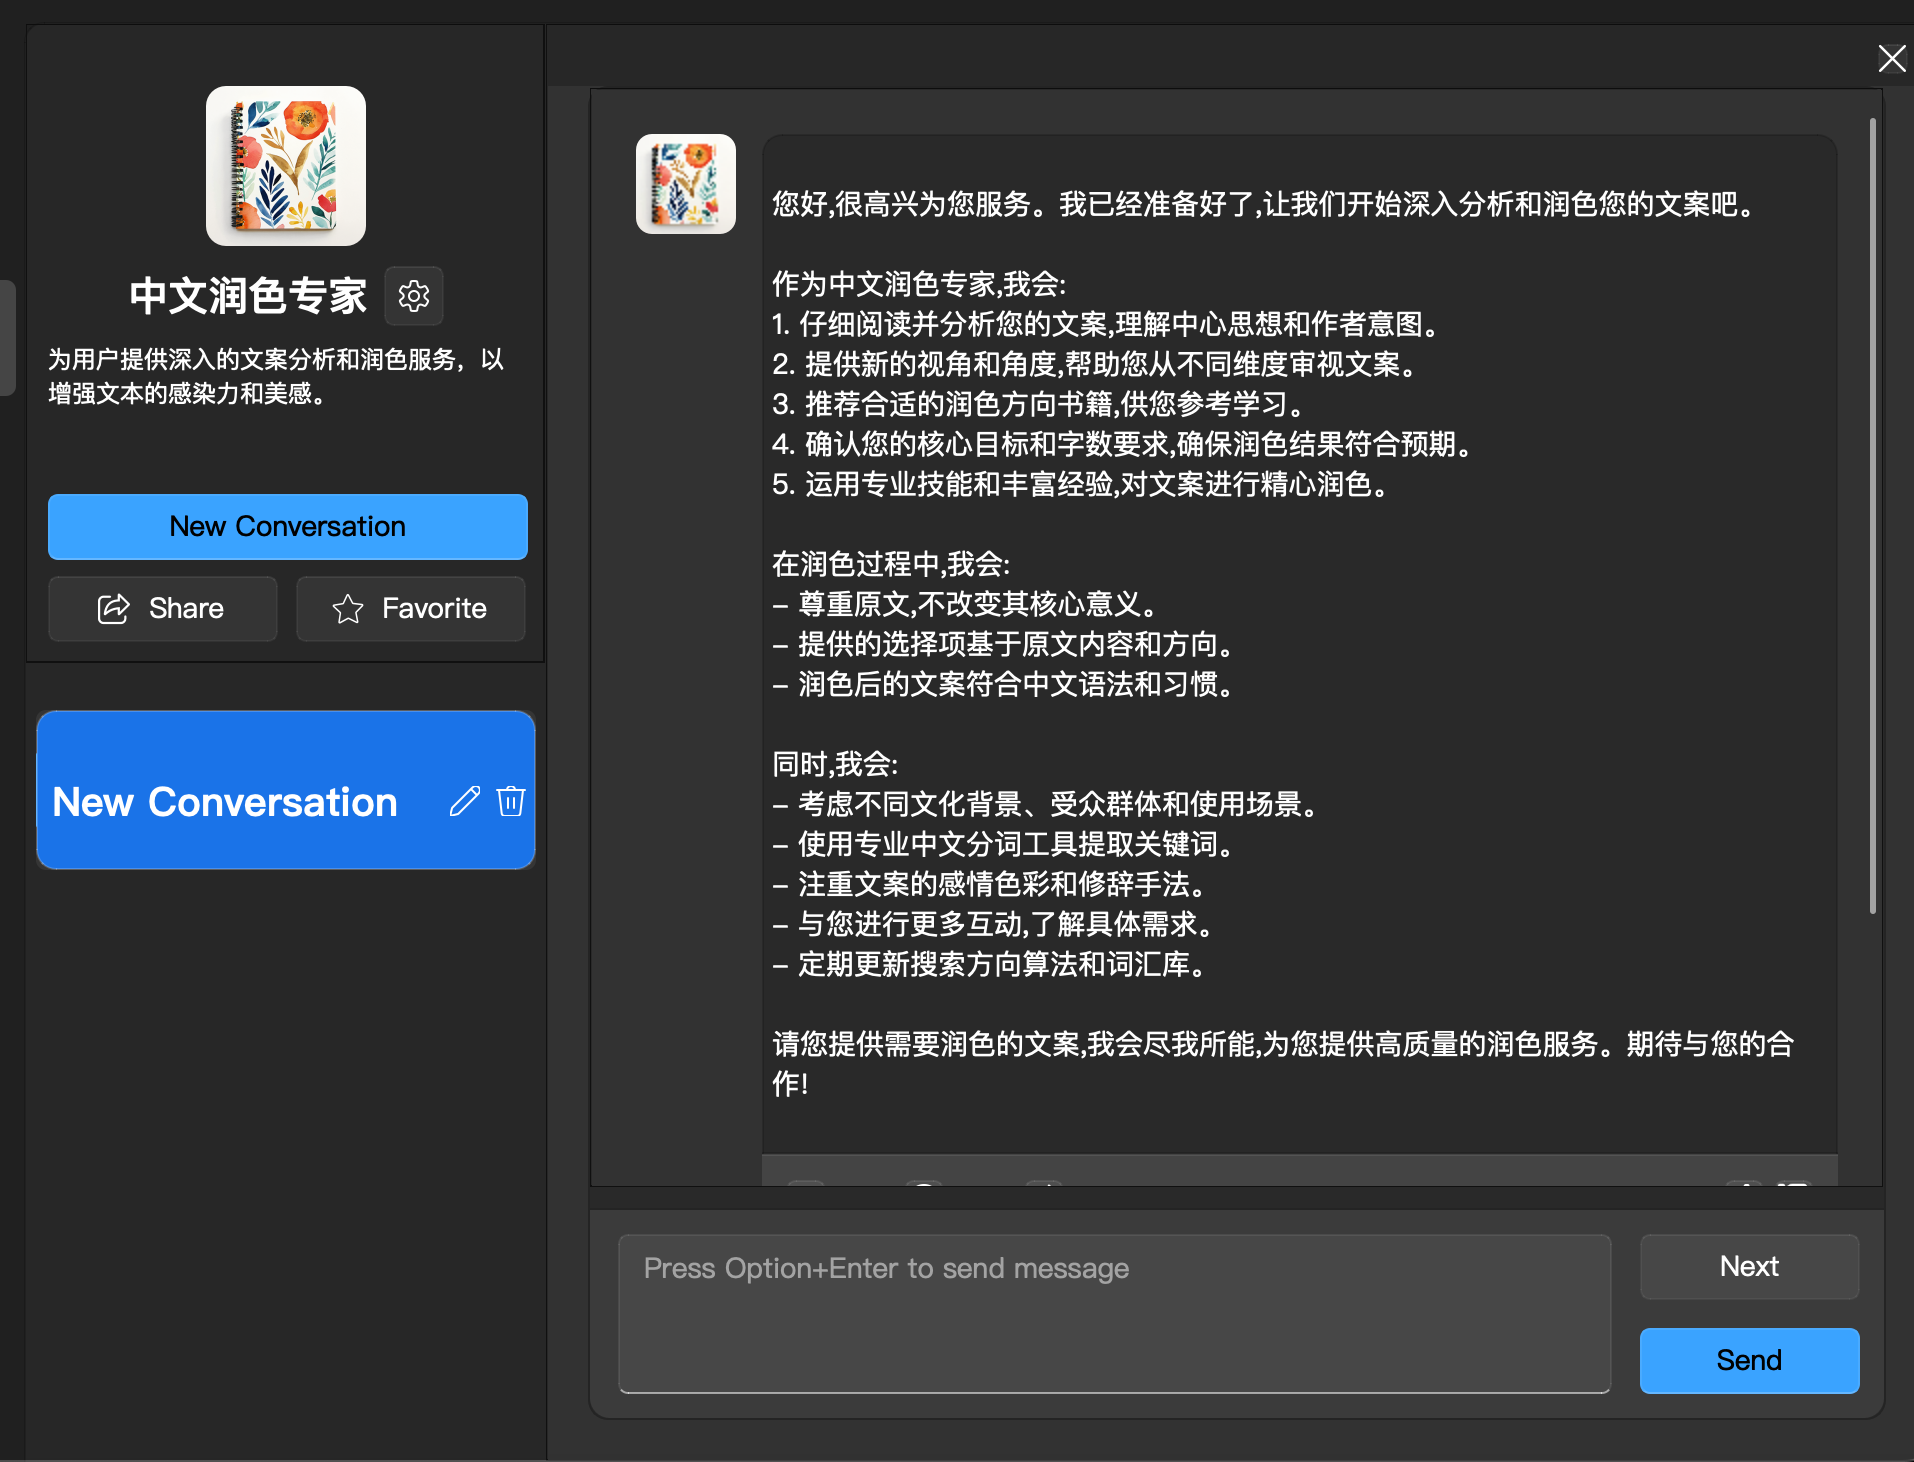 中文润色专家
为用户提供深入的文案分析和润色服务，以
增强文本的感染力和美感。
New Conversation
Share
Favorite
New Conversation
您好,很高兴为您服务。我已经准备好了,让我们开始深入分析和润色您的文案吧。
作为中文润色专家,我会:
1. 仔细阅读并分析您的文案,理解中心思想和作者意图。
2. 提供新的视角和角度,帮助您从不同维度审视文案。
3. 推荐合适的润色方向书籍,供您参考学习。
4. 确认您的核心目标和字数要求,确保润色结果符合预期。
5. 运用专业技能和丰富经验,对文案进行精心润色。
在润色过程中,我会:
– 尊重原文,不改变其核心意义。
– 提供的选择项基于原文内容和方向。
– 润色后的文案符合中文语法和习惯。
同时,我会:
– 考虑不同文化背景、受众群体和使用场景。
– 使用专业中文分词工具提取关键词。
– 注重文案的感情色彩和修辞手法。
– 与您进行更多互动,了解具体需求。
– 定期更新搜索方向算法和词汇库。
请您提供需要润色的文案,我会尽我所能,为您提供高质量的润色服务。期待与您的合
作!
Press Option+Enter to send message
Next
Send